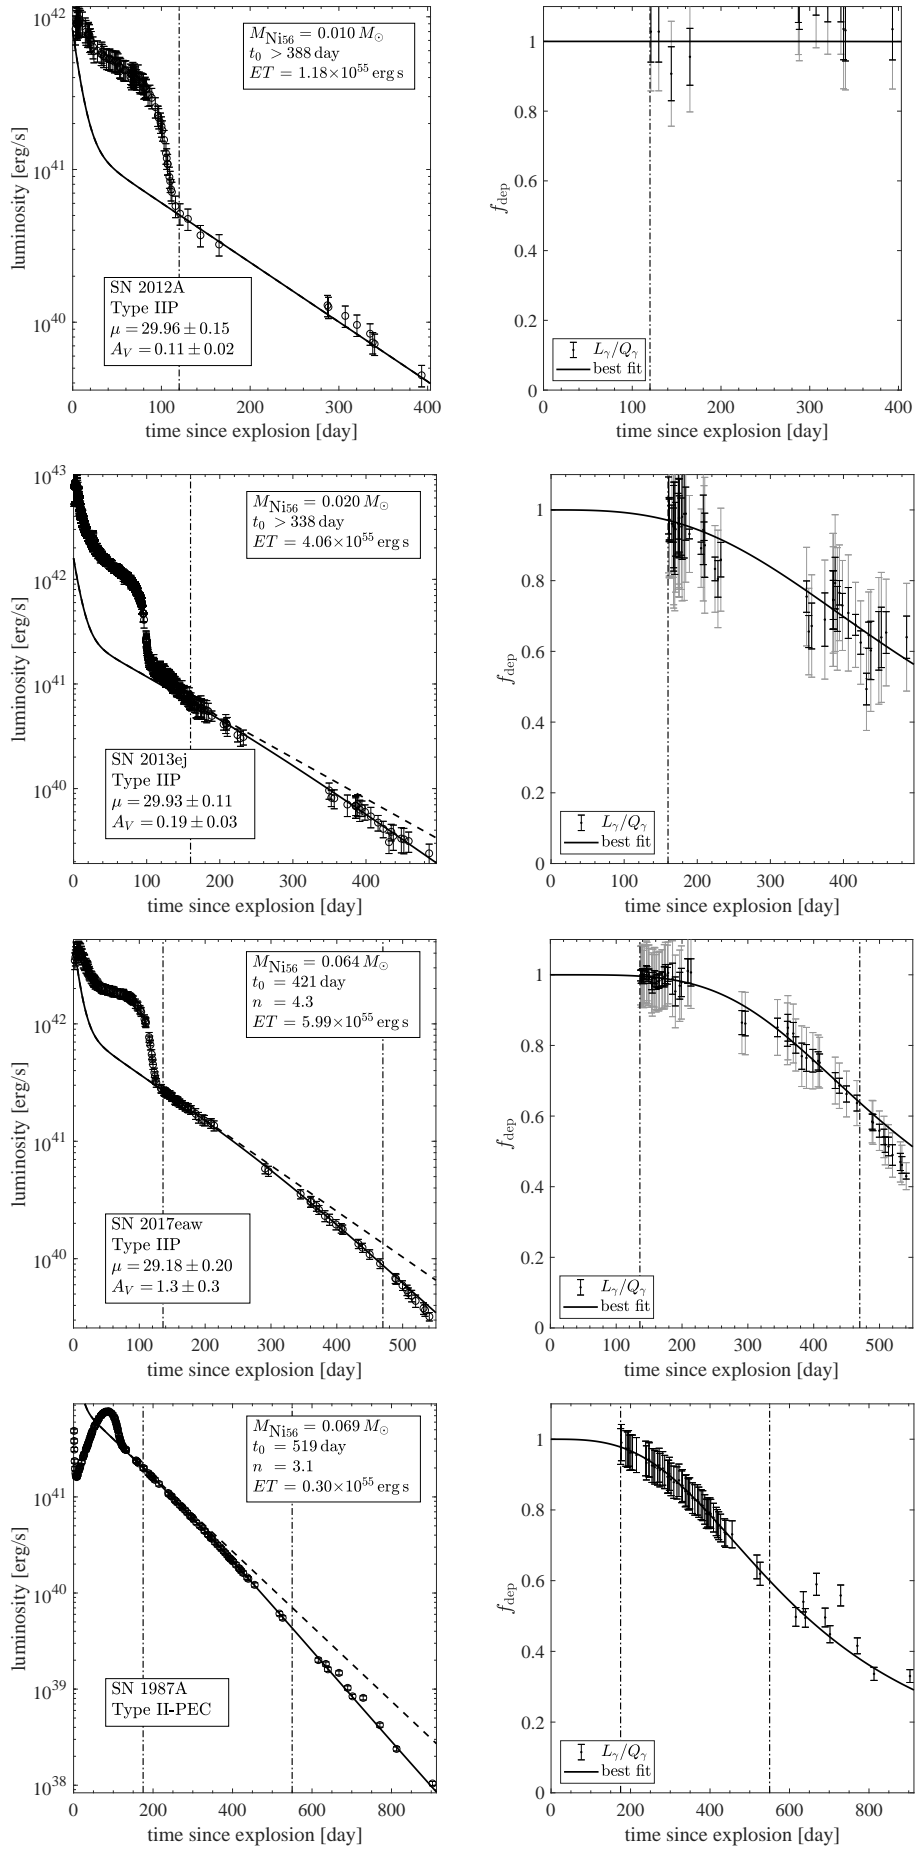 10^42
10^41
10^40
luminosity [erg/s]
M_Ni56 = 0.010 M_⊙
t_0 > 388 day
ET = 1.18×10^55 erg s
SN 2012A
Type IIP
μ = 29.96 ± 0.15
A_V = 0.11 ± 0.02
0 100 200 300 400
time since explosion [day]
1
0.8
0.6
0.4
0.2
0
f_dep
L_γ/Q_γ
best fit
0 100 200 300 400
time since explosion [day]
10^43
10^42
10^41
10^40
luminosity [erg/s]
M_Ni56 = 0.020 M_⊙
t_0 > 338 day
ET = 4.06×10^55 erg s
SN 2013ej
Type IIP
μ = 29.93 ± 0.11
A_V = 0.19 ± 0.03
0 100 200 300 400
time since explosion [day]
1
0.8
0.6
0.4
0.2
0
f_dep
L_γ/Q_γ
best fit
0 100 200 300 400
time since explosion [day]
10^42
10^41
10^40
luminosity [erg/s]
M_Ni56 = 0.064 M_⊙
t_0 = 421 day
n = 4.3
ET = 5.99×10^55 erg s
SN 2017eaw
Type IIP
μ = 29.18 ± 0.20
A_V = 1.3 ± 0.3
0 100 200 300 400 500
time since explosion [day]
1
0.8
0.6
0.4
0.2
0
f_dep
L_γ/Q_γ
best fit
0 100 200 300 400 500
time since explosion [day]
10^41
10^40
10^39
10^38
luminosity [erg/s]
M_Ni56 = 0.069 M_⊙
t_0 = 519 day
n = 3.1
ET = 0.30×10^55 erg s
SN 1987A
Type II-PEC
0 200 400 600 800
time since explosion [day]
1
0.8
0.6
0.4
0.2
0
f_dep
L_γ/Q_γ
best fit
0 200 400 600 800
time since explosion [day]